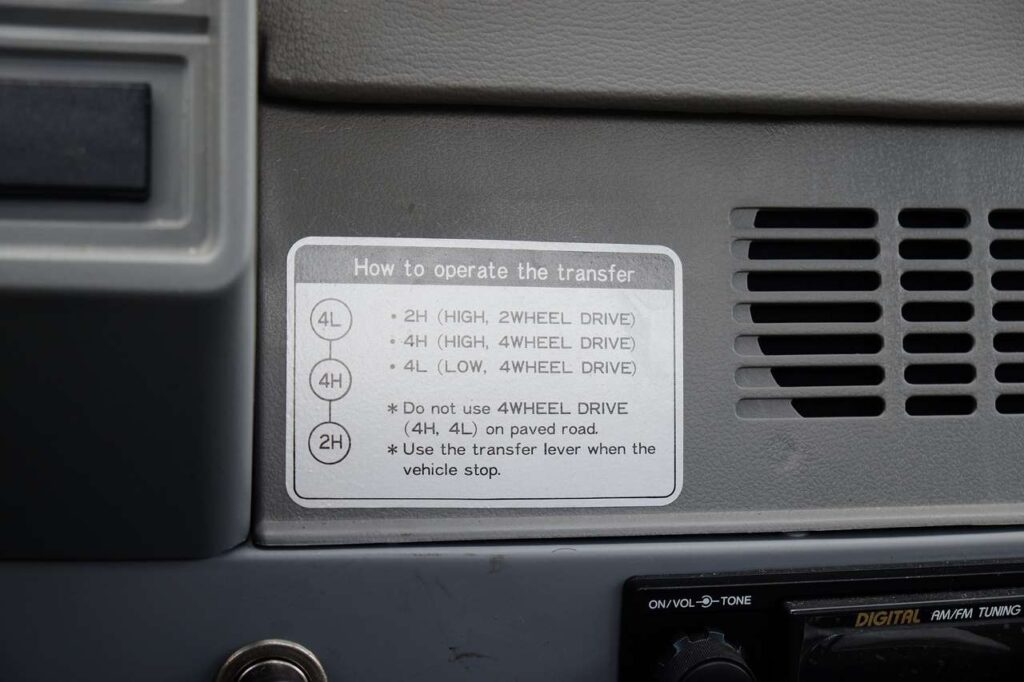 How to operate the transfer
4L
4H
2H
• 2H (HIGH, 2WHEEL DRIVE)
• 4H (HIGH, 4WHEEL DRIVE)
• 4L (LOW, 4WHEEL DRIVE)
* Do not use 4WHEEL DRIVE
(4H, 4L) on paved road.
* Use the transfer lever when the
vehicle stop.
ON/VOL TONE
DIGITAL AM/FM TUNING